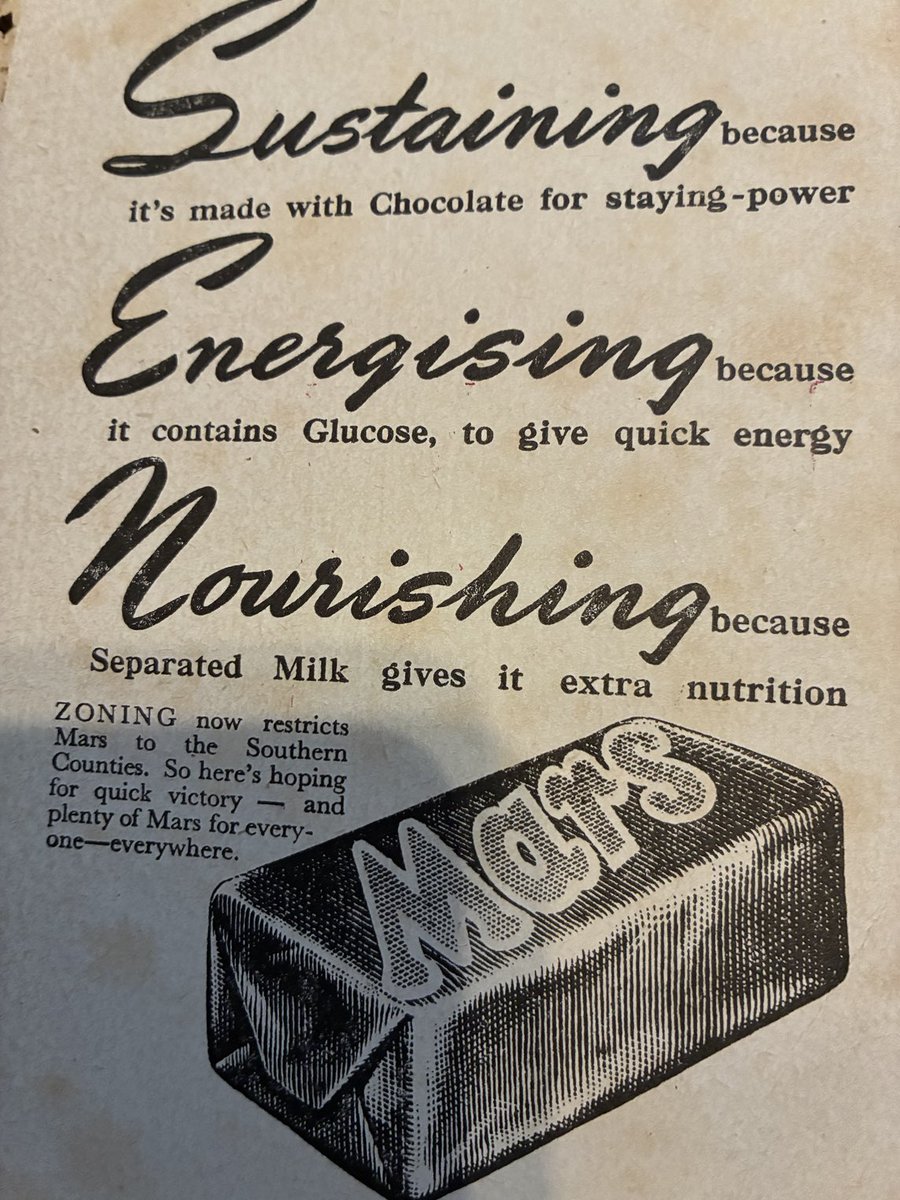 Sustaining because
it's made with Chocolate for staying-power
Energising because
it contains Glucose, to give quick energy
Nourishing because
Separated Milk gives it extra nutrition
ZONING now restricts
Mars to the Southern
Counties. So here's hoping
for quick victory — and
plenty of Mars for every-
one—everywhere.
Mars